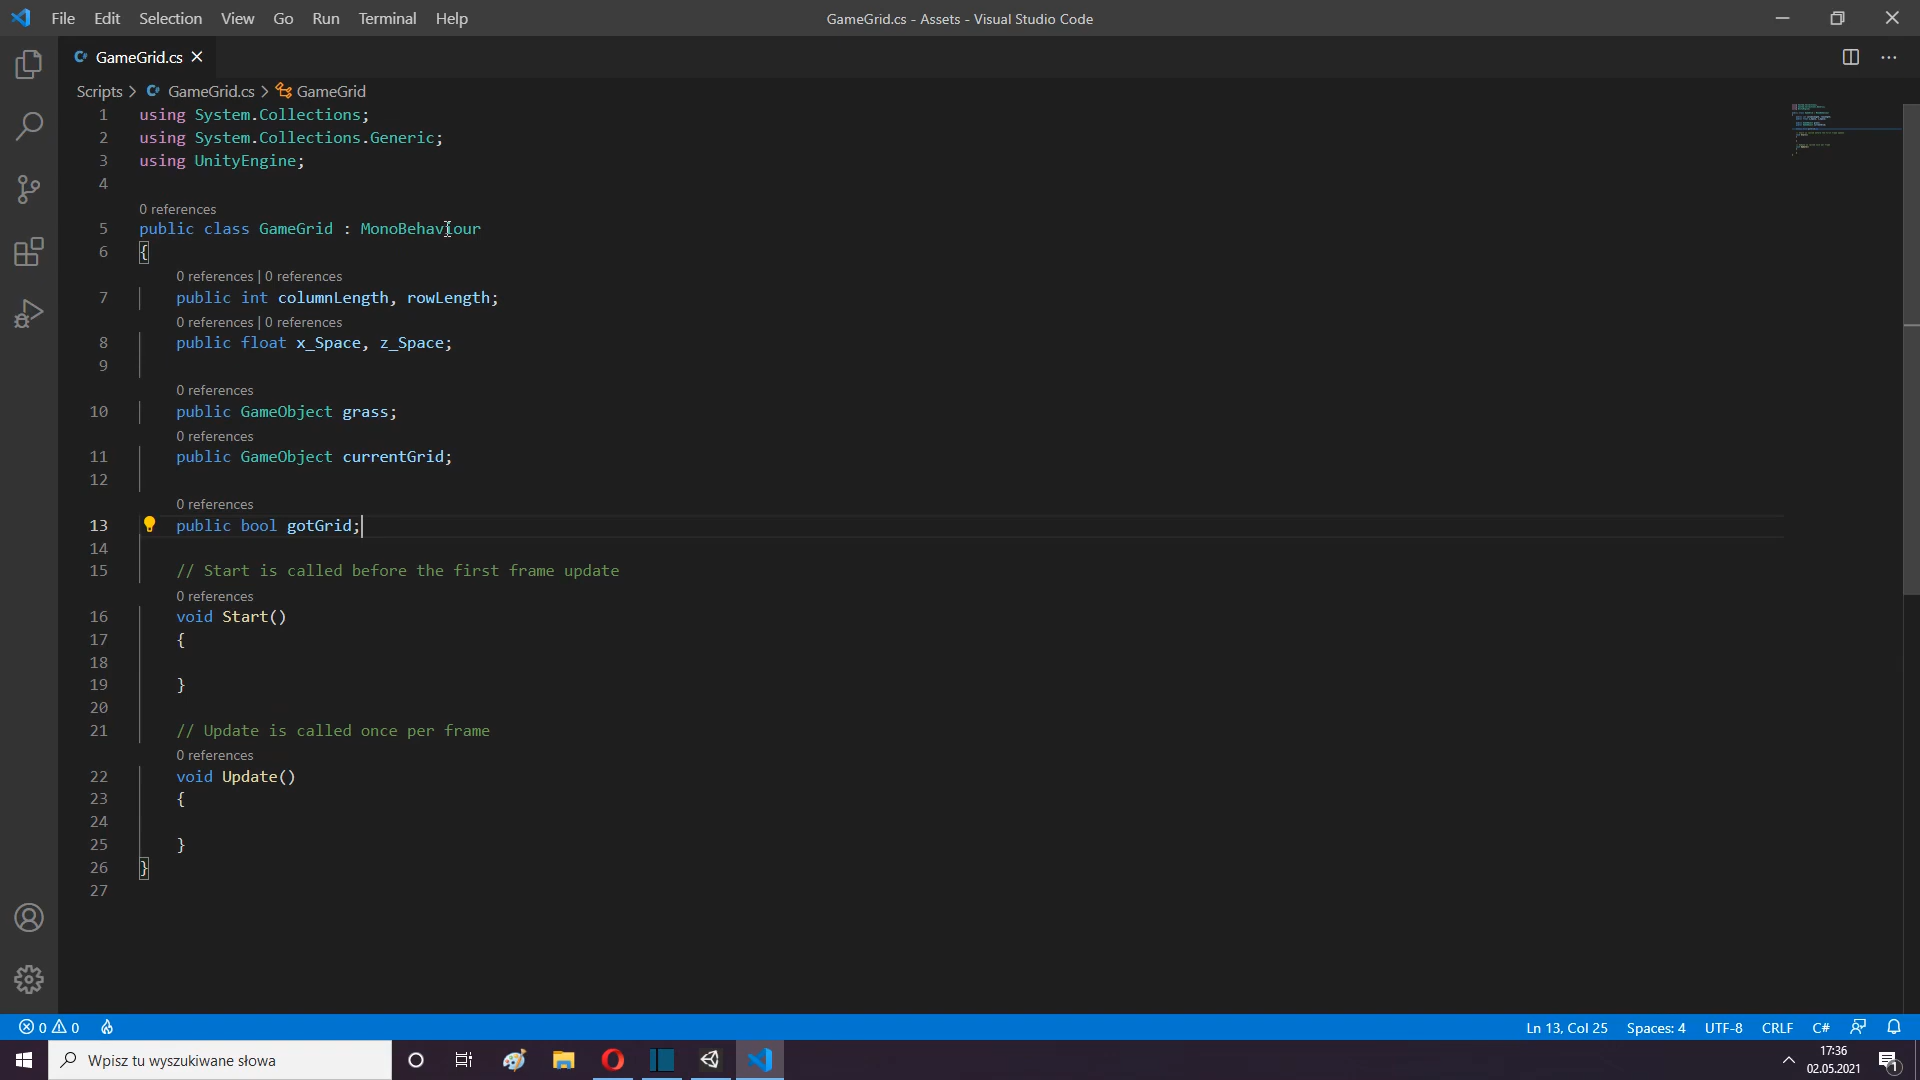 File Edit Selection View Go Run Terminal Help
GameGrid.cs - Assets - Visual Studio Code
GameGrid.cs
Scripts > GameGrid.cs > GameGrid
1 using System.Collections;
2 using System.Collections.Generic;
3 using UnityEngine;
4
0 references
5 public class GameGrid : MonoBehaviour
6 {
0 references | 0 references
7 public int columnLength, rowLength;
0 references | 0 references
8 public float x_Space, z_Space;
9
0 references
10 public GameObject grass;
0 references
11 public GameObject currentGrid;
12
0 references
13 public bool gotGrid;
14
15 // Start is called before the first frame update
0 references
16 void Start()
17 {
18
19 }
20
21 // Update is called once per frame
0 references
22 void Update()
23 {
24
25 }
26 }
27
0 0 Ln 13, Col 25 Spaces: 4 UTF-8 CRLF C#
Wpisz tu wyszukiwane słowa
17:36
02.05.2021
1